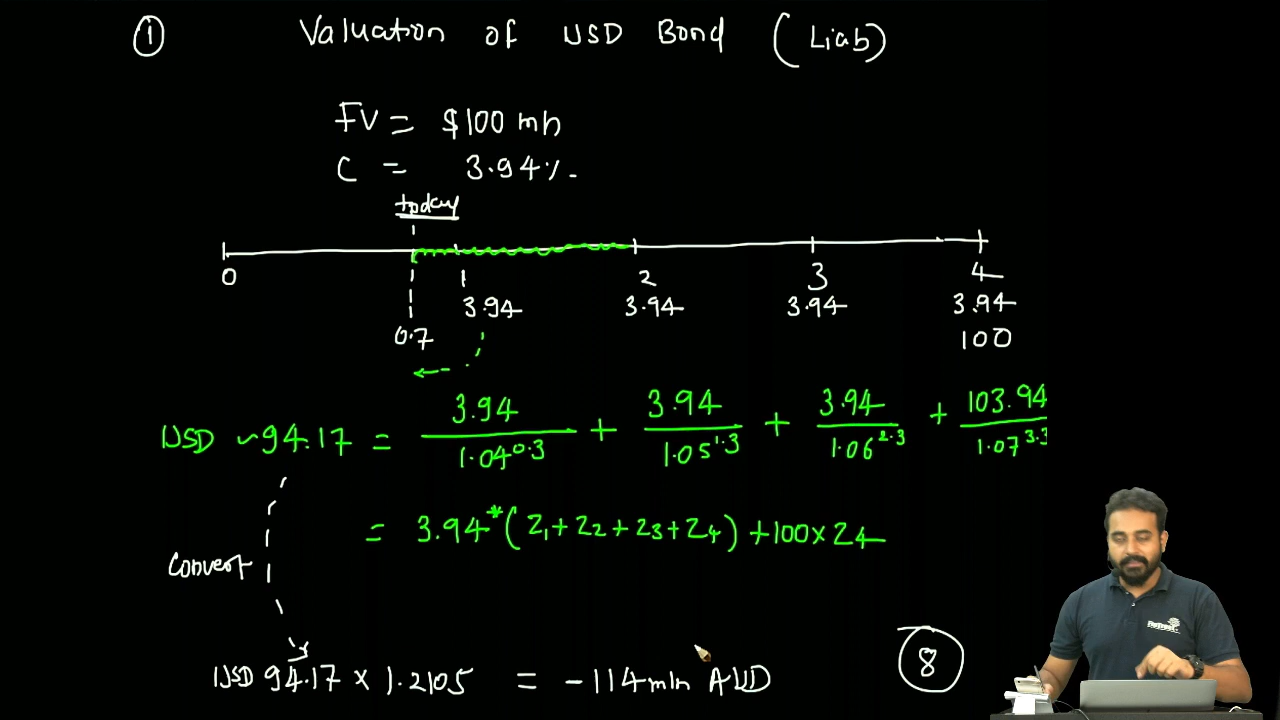 ① Valuation of USD Bond (Liab)
FV = $100 mn
C = 3.94%.
today
0 1 2 3 4
3.94 3.94 3.94 3.94
0.7 100
USD ~94.17 = 3.94/1.04^0.3 + 3.94/1.05^1.3 + 3.94/1.06^2.3 + 103.94/1.07^3.3
= 3.94*(Z1+Z2+Z3+Z4)+100×Z4
Convert
USD 94.17 × 1.2105 = -114mln AUD
8